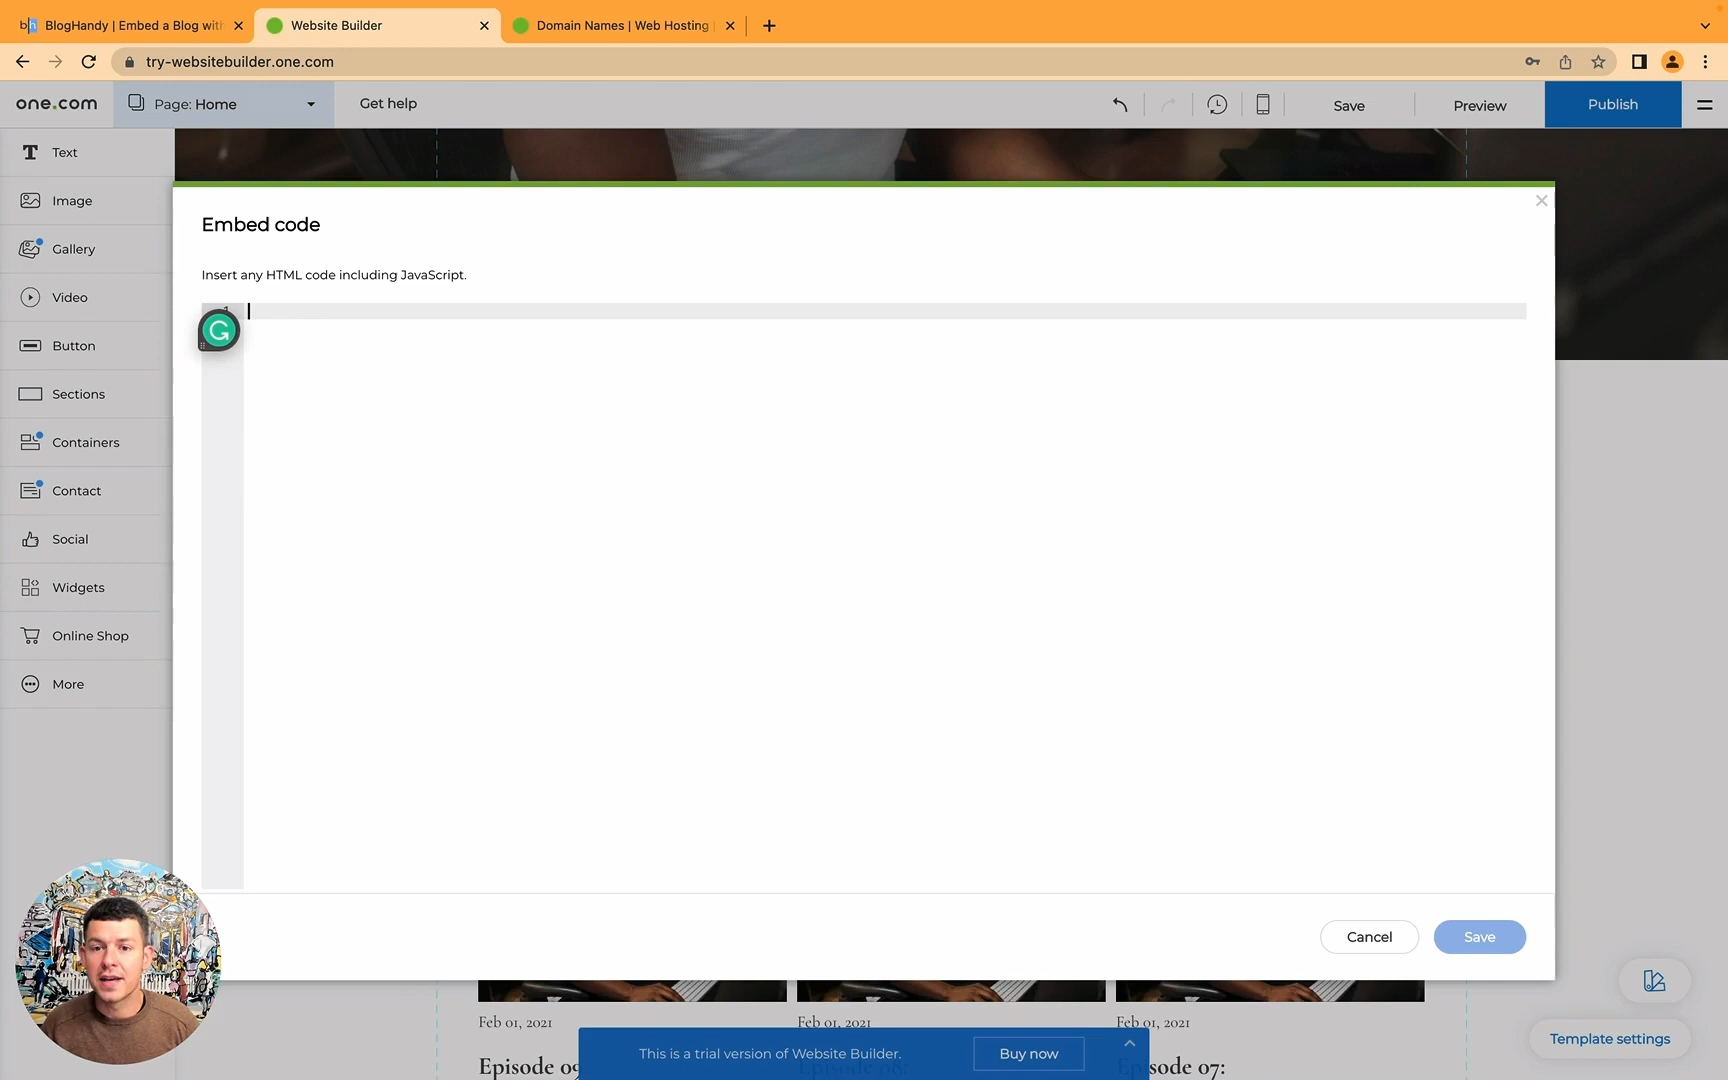 BlogHandy | Embed a Blog with
Website Builder
Domain Names | Web Hosting |
try-websitebuilder.one.com
one.com
Page: Home
Get help
Save
Preview
Publish
Text
Image
Gallery
Video
Button
Sections
Containers
Contact
Social
Widgets
Online Shop
More
Embed code
Insert any HTML code including JavaScript.
1
Cancel
Save
Feb 01, 2021
Feb 01, 2021
Feb 01, 2021
Episode 09
sode 07:
This is a trial version of Website Builder.
Buy now
Template settings